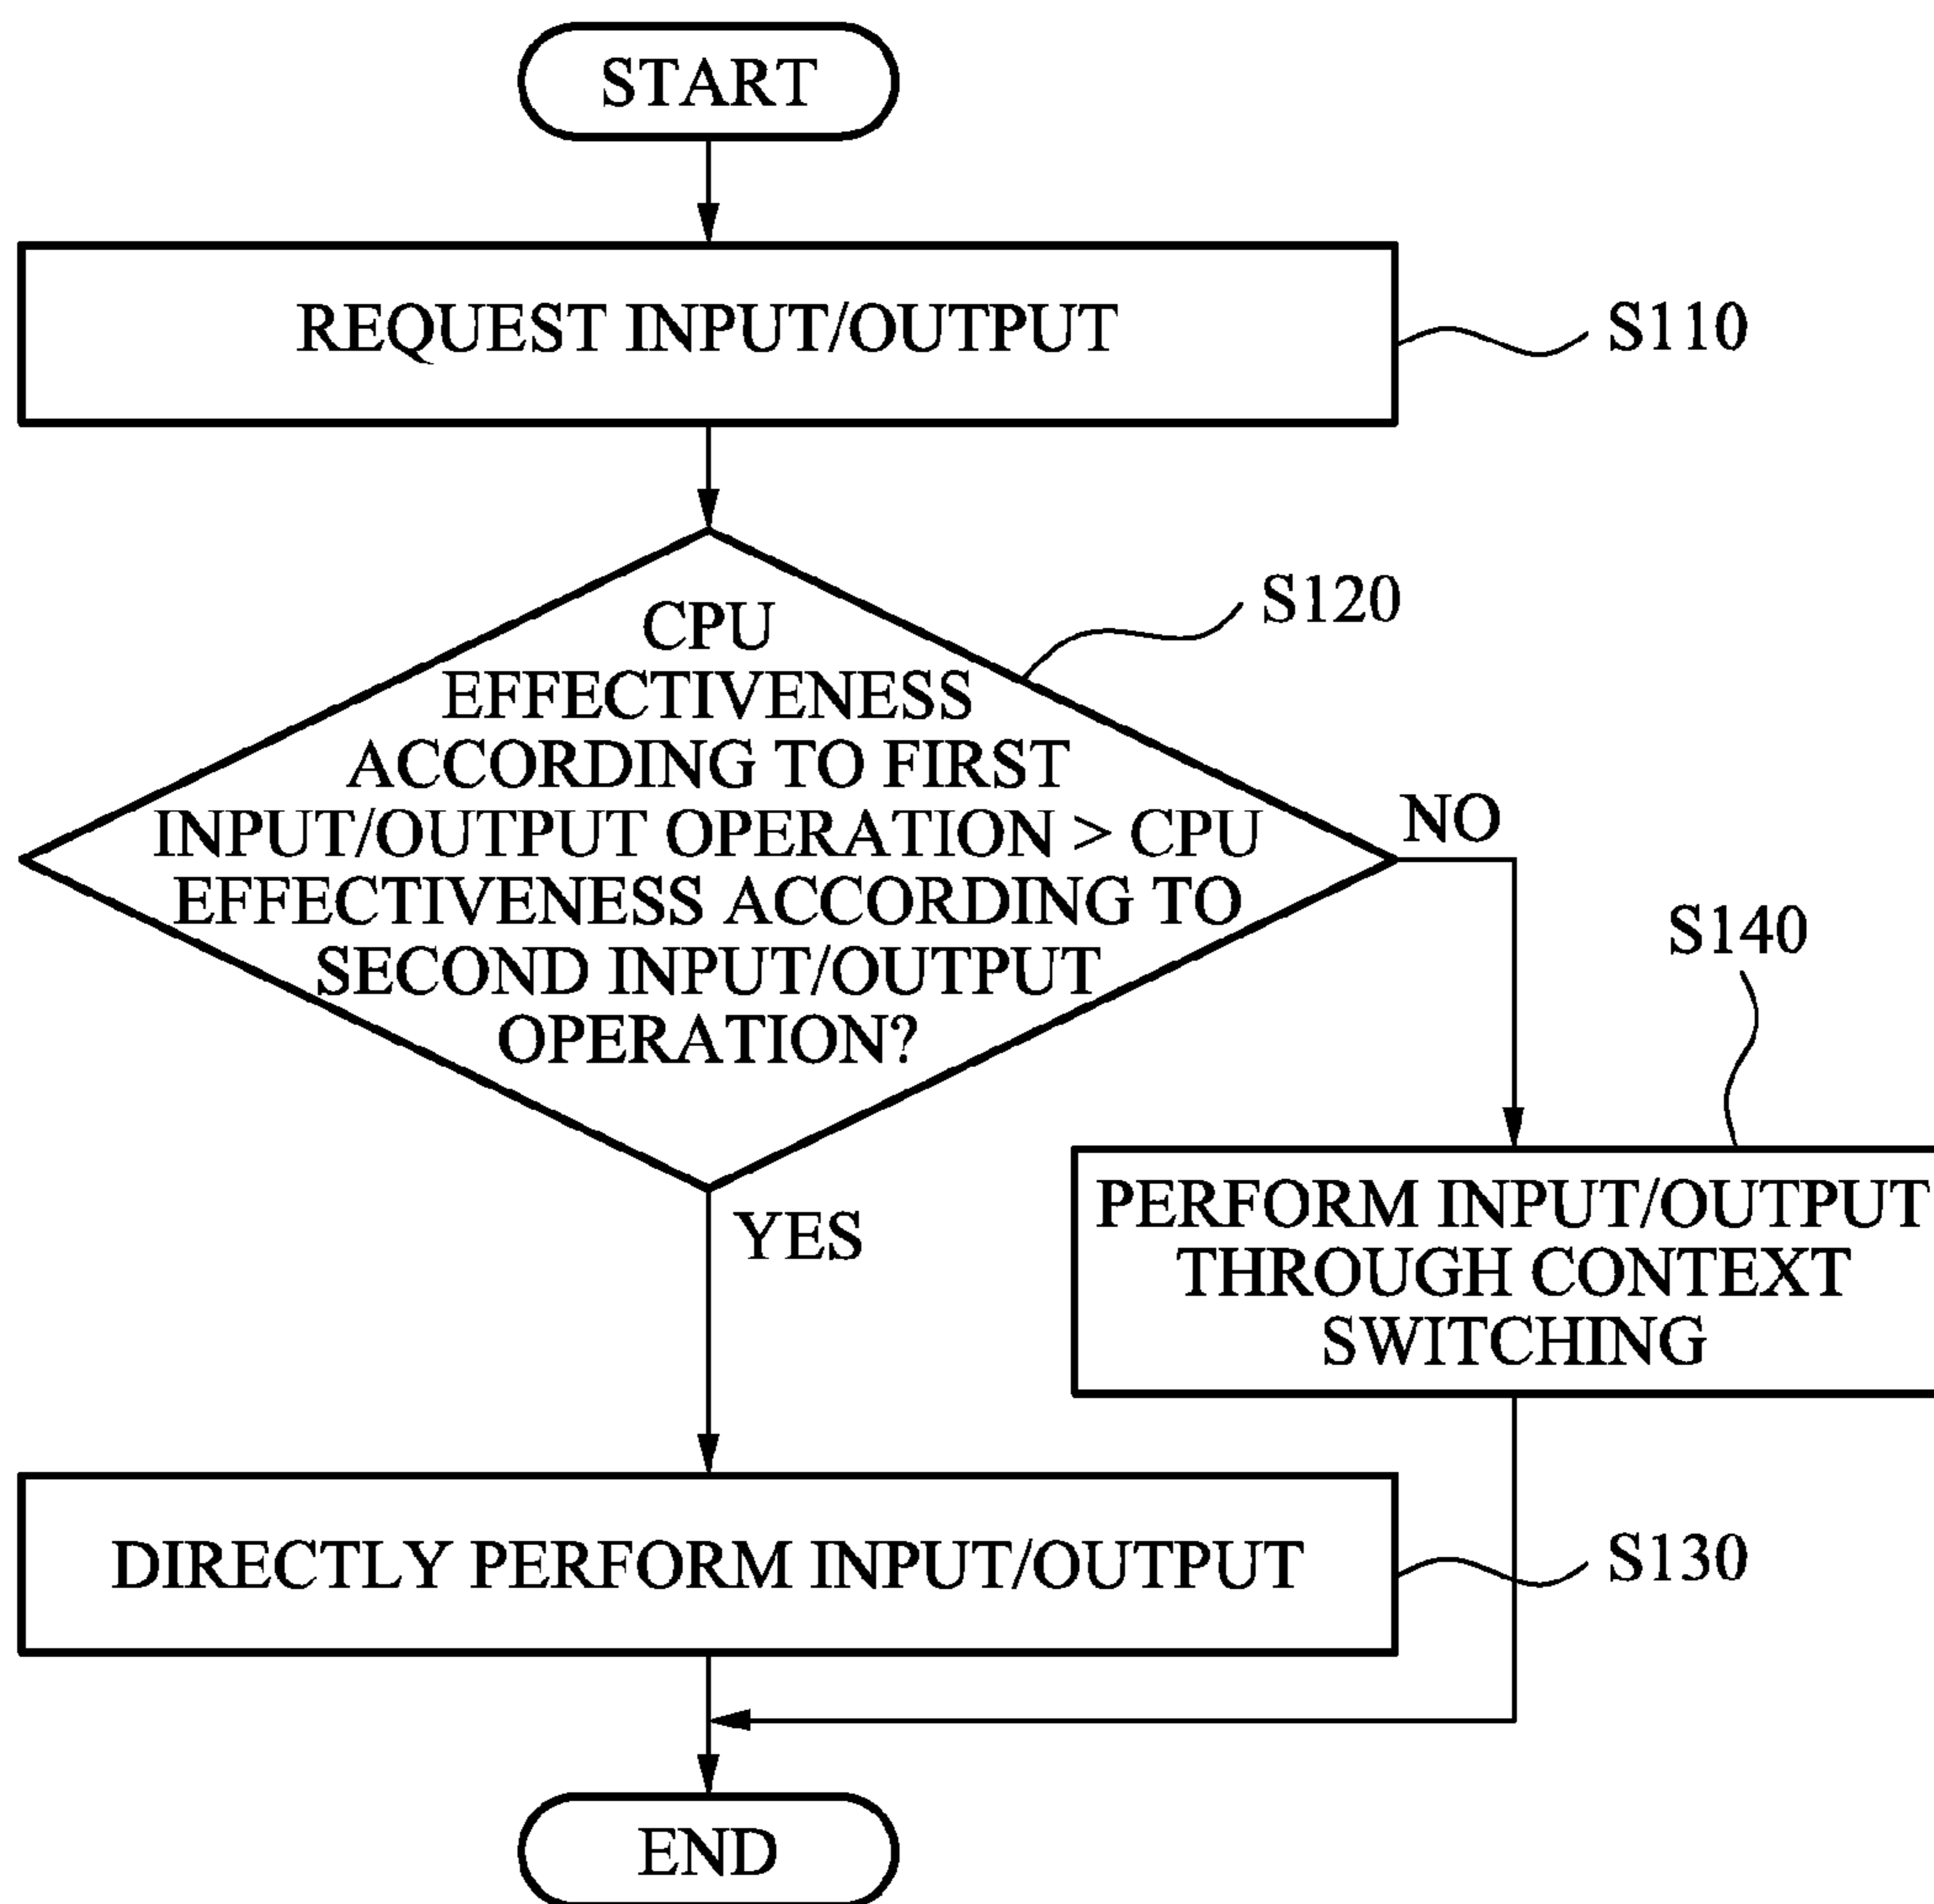 START
REQUEST INPUT/OUTPUT
S110
S120
CPU
EFFECTIVENESS
ACCORDING TO FIRST
INPUT/OUTPUT OPERATION > CPU
EFFECTIVENESS ACCORDING TO
SECOND INPUT/OUTPUT
OPERATION?
NO
YES
S140
PERFORM INPUT/OUTPUT
THROUGH CONTEXT
SWITCHING
DIRECTLY PERFORM INPUT/OUTPUT
S130
END